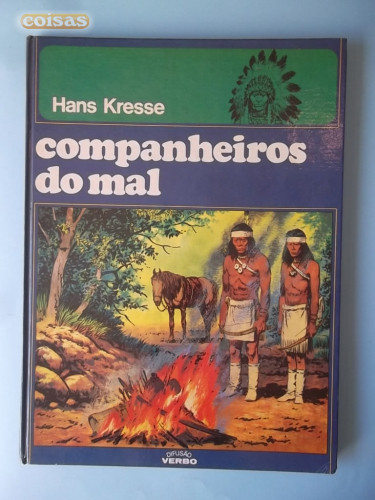 coisas
Hans Kresse
companheiros
do mal
DIFUSÃO
VERBO